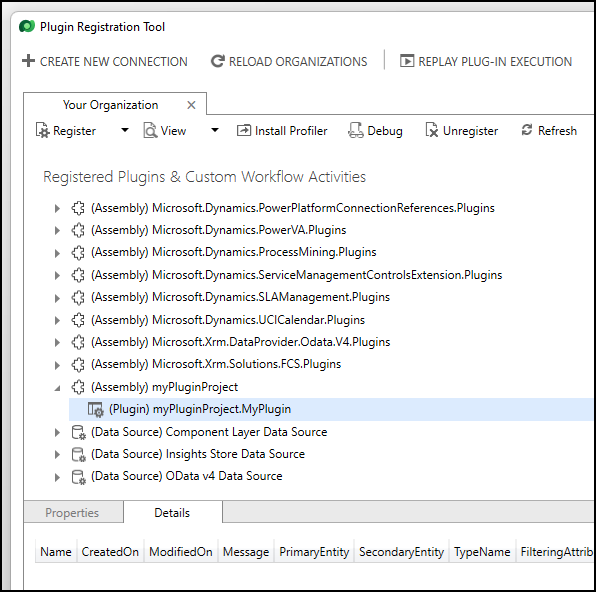 Plugin Registration Tool
CREATE NEW CONNECTION RELOAD ORGANIZATIONS REPLAY PLUG-IN EXECUTION
Your Organization
Register View Install Profiler Debug Unregister Refresh
Registered Plugins & Custom Workflow Activities
(Assembly) Microsoft.Dynamics.PowerPlatformConnectionReferences.Plugins
(Assembly) Microsoft.Dynamics.PowerVA.Plugins
(Assembly) Microsoft.Dynamics.ProcessMining.Plugins
(Assembly) Microsoft.Dynamics.ServiceManagementControlsExtension.Plugins
(Assembly) Microsoft.Dynamics.SLAManagement.Plugins
(Assembly) Microsoft.Dynamics.UCICalendar.Plugins
(Assembly) Microsoft.Xrm.DataProvider.Odata.V4.Plugins
(Assembly) Microsoft.Xrm.Solutions.FCS.Plugins
(Assembly) myPluginProject
(Plugin) myPluginProject.MyPlugin
(Data Source) Component Layer Data Source
(Data Source) Insights Store Data Source
(Data Source) OData v4 Data Source
Properties Details
Name CreatedOn ModifiedOn Message PrimaryEntity SecondaryEntity TypeName FilteringAttrib